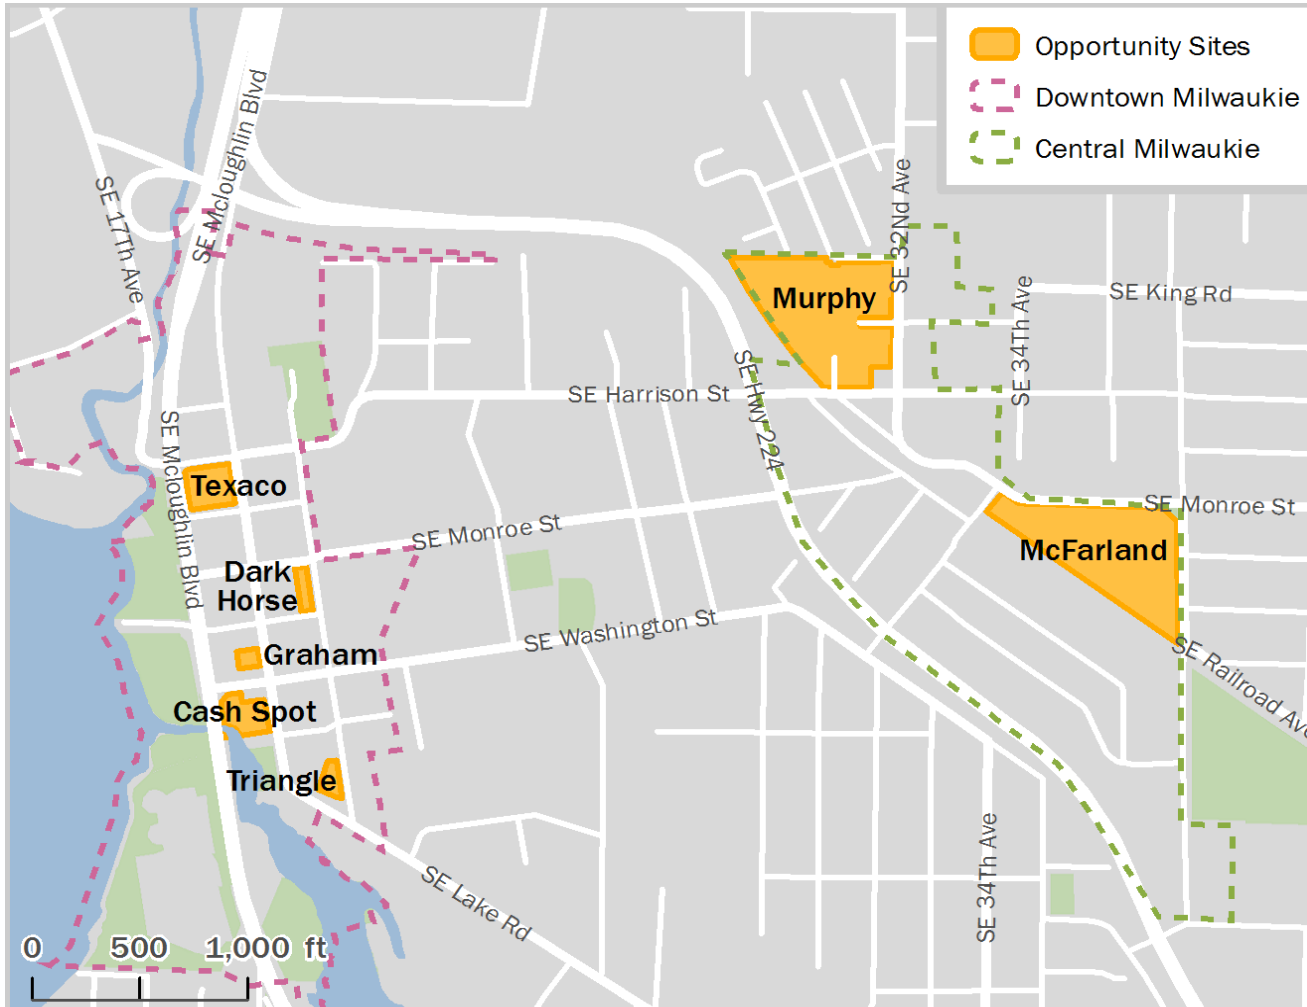 Opportunity Sites
Downtown Milwaukie
Central Milwaukie
SE Mcloughlin Blvd
SE 17Th Ave
SE 32Nd Ave
Murphy
SE King Rd
SE 34Th Ave
SE Harrison St
SE Hwy 224
SE Mcloughlin Blvd
Texaco
SE Monroe St
SE Monroe St
McFarland
Dark
Horse
SE Washington St
Graham
SE Railroad Ave
Cash Spot
Triangle
SE Lake Rd
SE 34Th Ave
0 500 1,000 ft